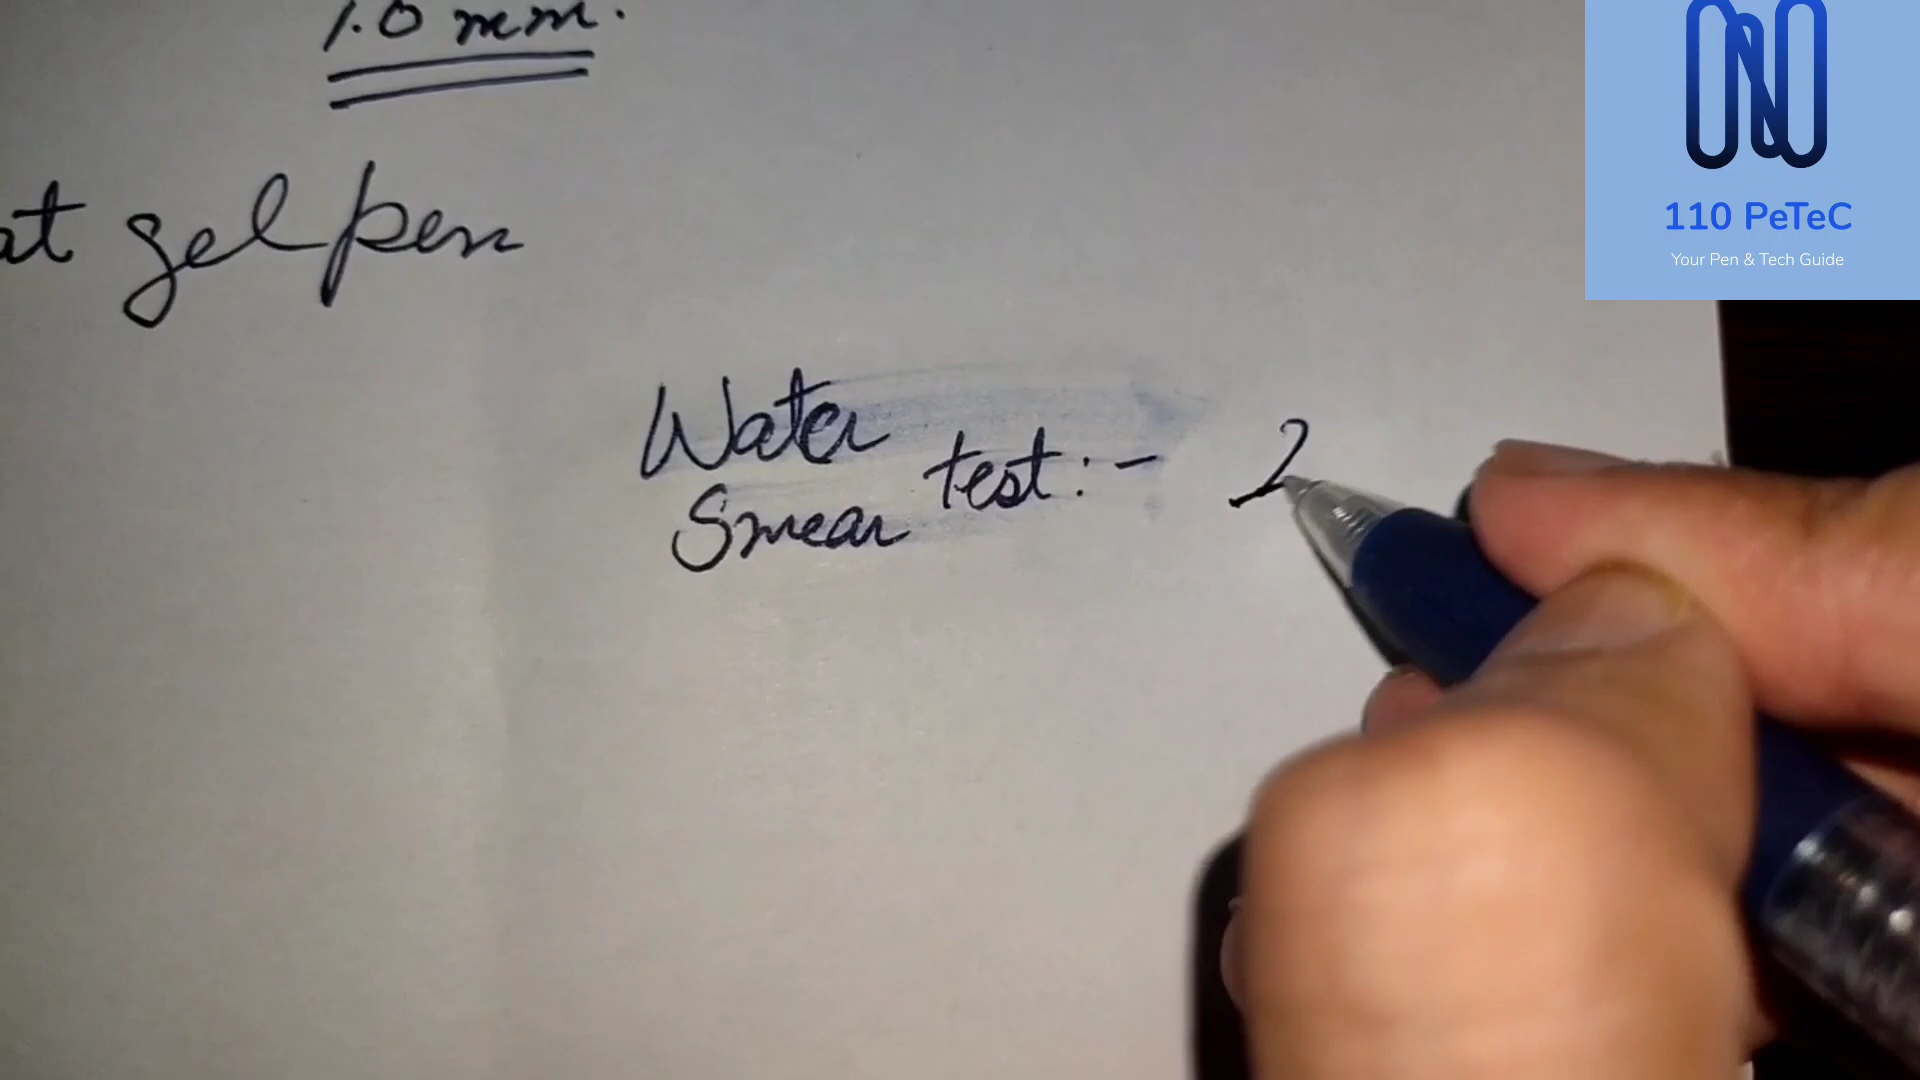 1.0 mm.
at gel pen
Water
Smear test:- 2
110 PeTeC
Your Pen & Tech Guide